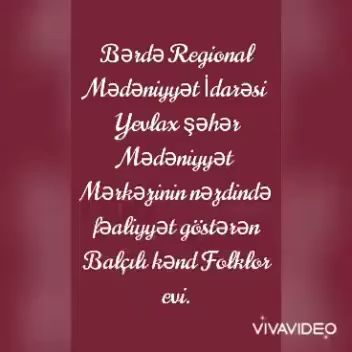 Bərdə Regional
Mədəniyyət İdarəsi
Yevlax şəhər
Mədəniyyət
Mərkəzinin nəzdində
fəaliyyət göstərən
Balçılı kənd Folklor
evi.
VIVAVIDEO